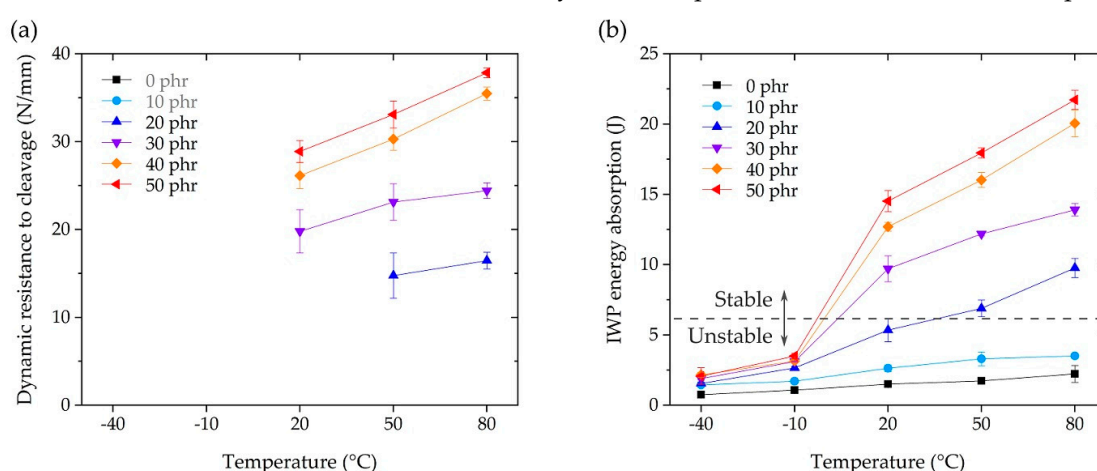 (a)
Dynamic resistance to cleavage (N/mm)
40
30
20
10
0
0 phr
10 phr
20 phr
30 phr
40 phr
50 phr
-40 -10 20 50 80
Temperature (°C)
(b)
IWP energy absorption (J)
25
20
15
10
5
0
0 phr
10 phr
20 phr
30 phr
40 phr
50 phr
Stable
Unstable
-40 -10 20 50 80
Temperature (°C)